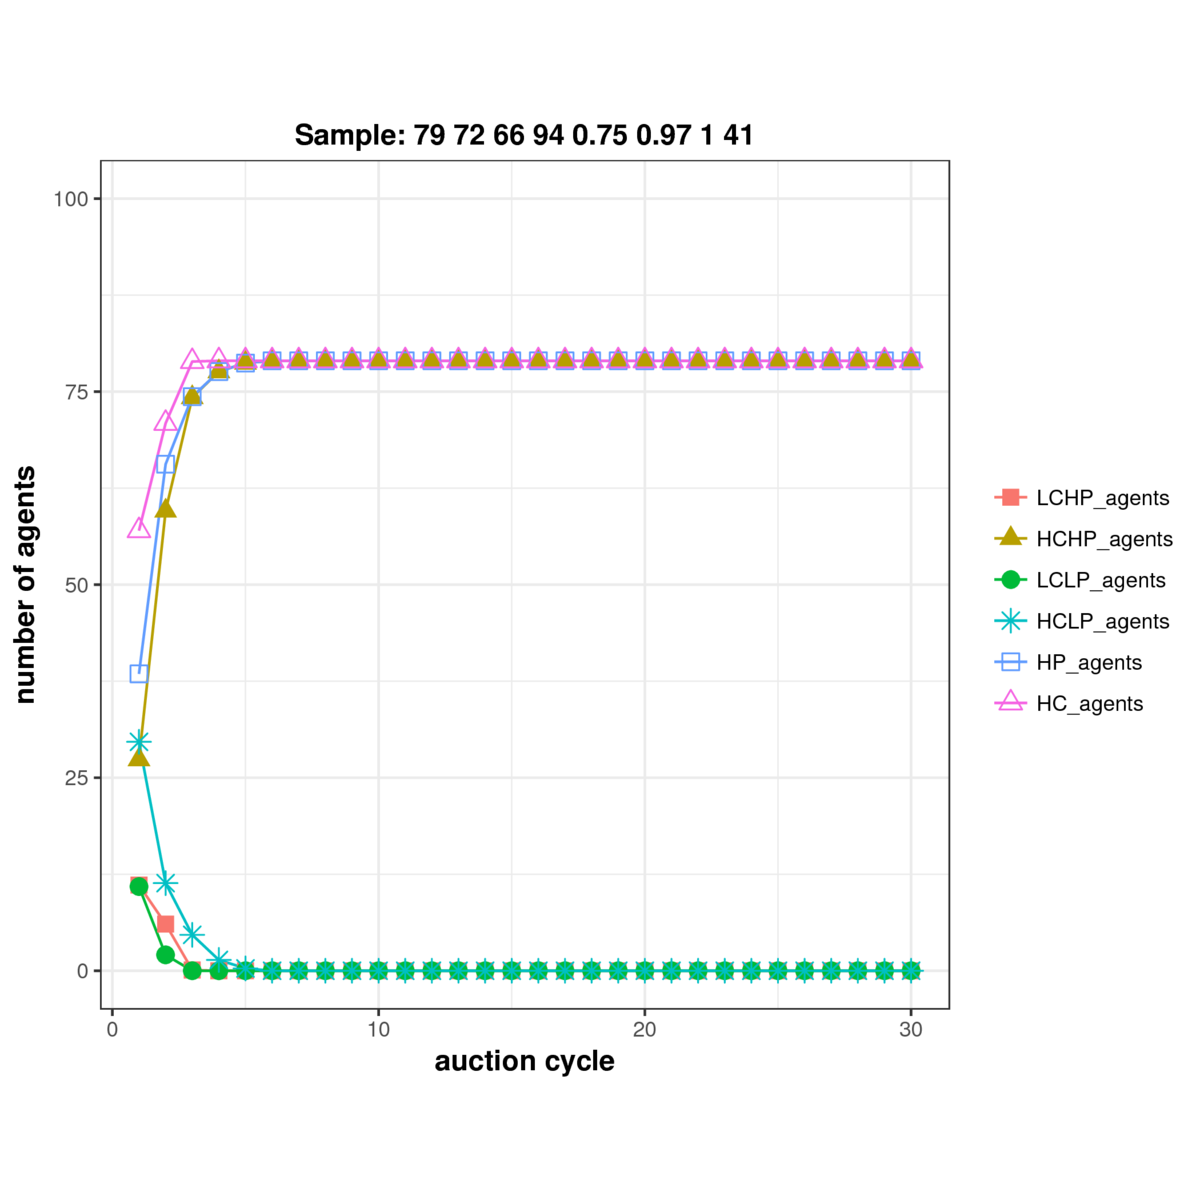 Sample: 79 72 66 94 0.75 0.97 1 41
number of agents
100
75
50
25
0
0 10 20 30
auction cycle
LCHP_agents
HCHP_agents
LCLP_agents
HCLP_agents
HP_agents
HC_agents